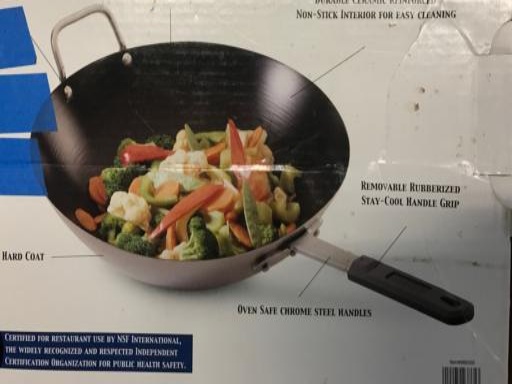 DURABLE CERAMIC REINFORCED
NON-STICK INTERIOR FOR EASY CLEANING
REMOVABLE RUBBERIZED
STAY-COOL HANDLE GRIP
HARD COAT
OVEN SAFE CHROME STEEL HANDLES
CERTIFIED FOR RESTAURANT USE BY NSF INTERNATIONAL,
THE WIDELY RECOGNIZED AND RESPECTED INDEPENDENT
CERTIFICATION ORGANIZATION FOR PUBLIC HEALTH SAFETY.